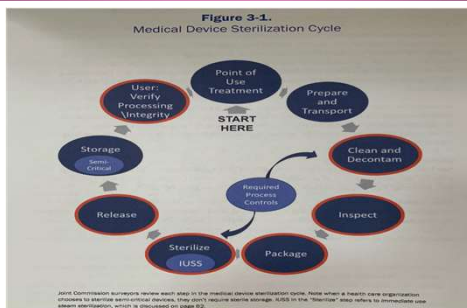 Figure 3-1.
Medical Device Sterilization Cycle
Point of
Use
Treatment
START
HERE
Prepare
and
Transport
Clean and
Decontam
Inspect
Package
Sterilize
IUSS
Release
Storage
Semi-
Critical
User:
Verify
Processing
\Integrity
Required
Process
Controls
Joint Commission surveyors review each step in the medical device sterilization cycle. Note when a health care organization
chooses to sterilize semi-critical devices, they don't require sterile storage. IUSS in the "Sterilize" step refers to immediate use
steam sterilization, which is discussed on page 62.